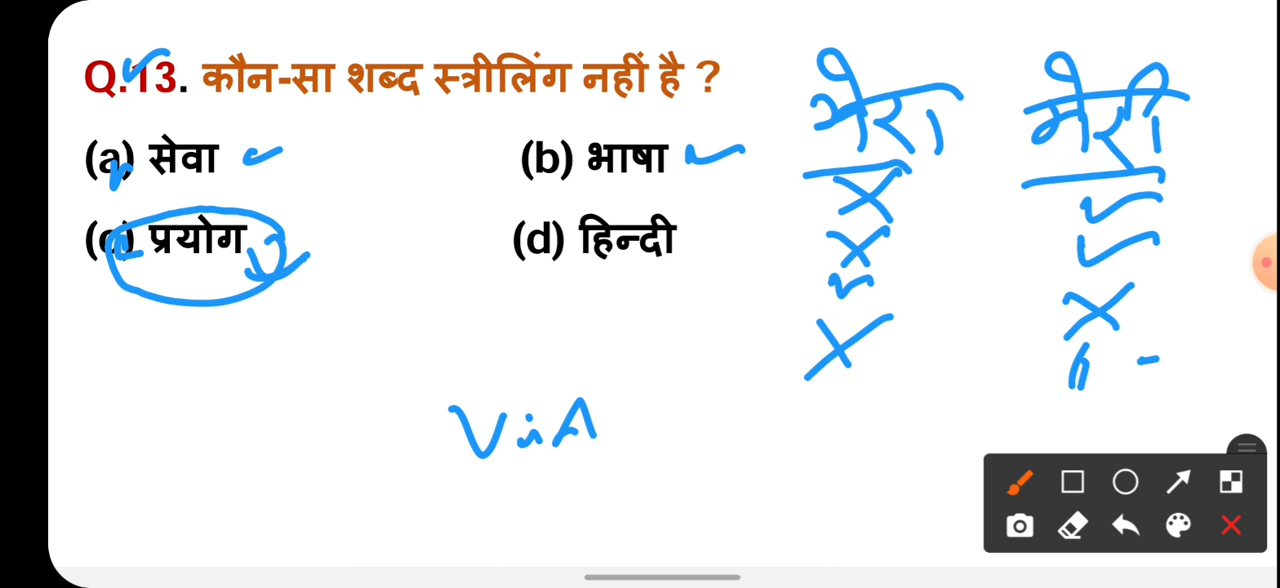 Q.13. कौन-सा शब्द स्त्रीलिंग नहीं है ?
मेरा मेरी
(a) सेवा (b) भाषा
(c) प्रयोग (d) हिन्दी
ViA